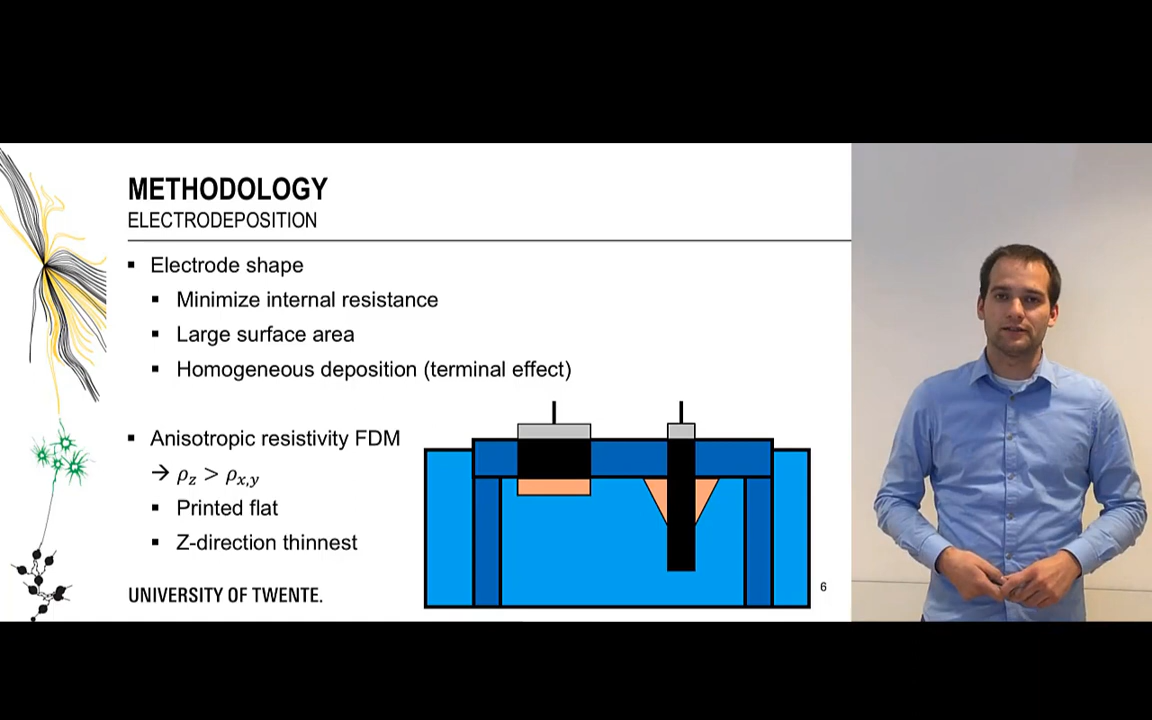 METHODOLOGY
ELECTRODEPOSITION
▪ Electrode shape
▪ Minimize internal resistance
▪ Large surface area
▪ Homogeneous deposition (terminal effect)
▪ Anisotropic resistivity FDM
→ ρz > ρx,y
▪ Printed flat
▪ Z-direction thinnest
UNIVERSITY OF TWENTE.
6